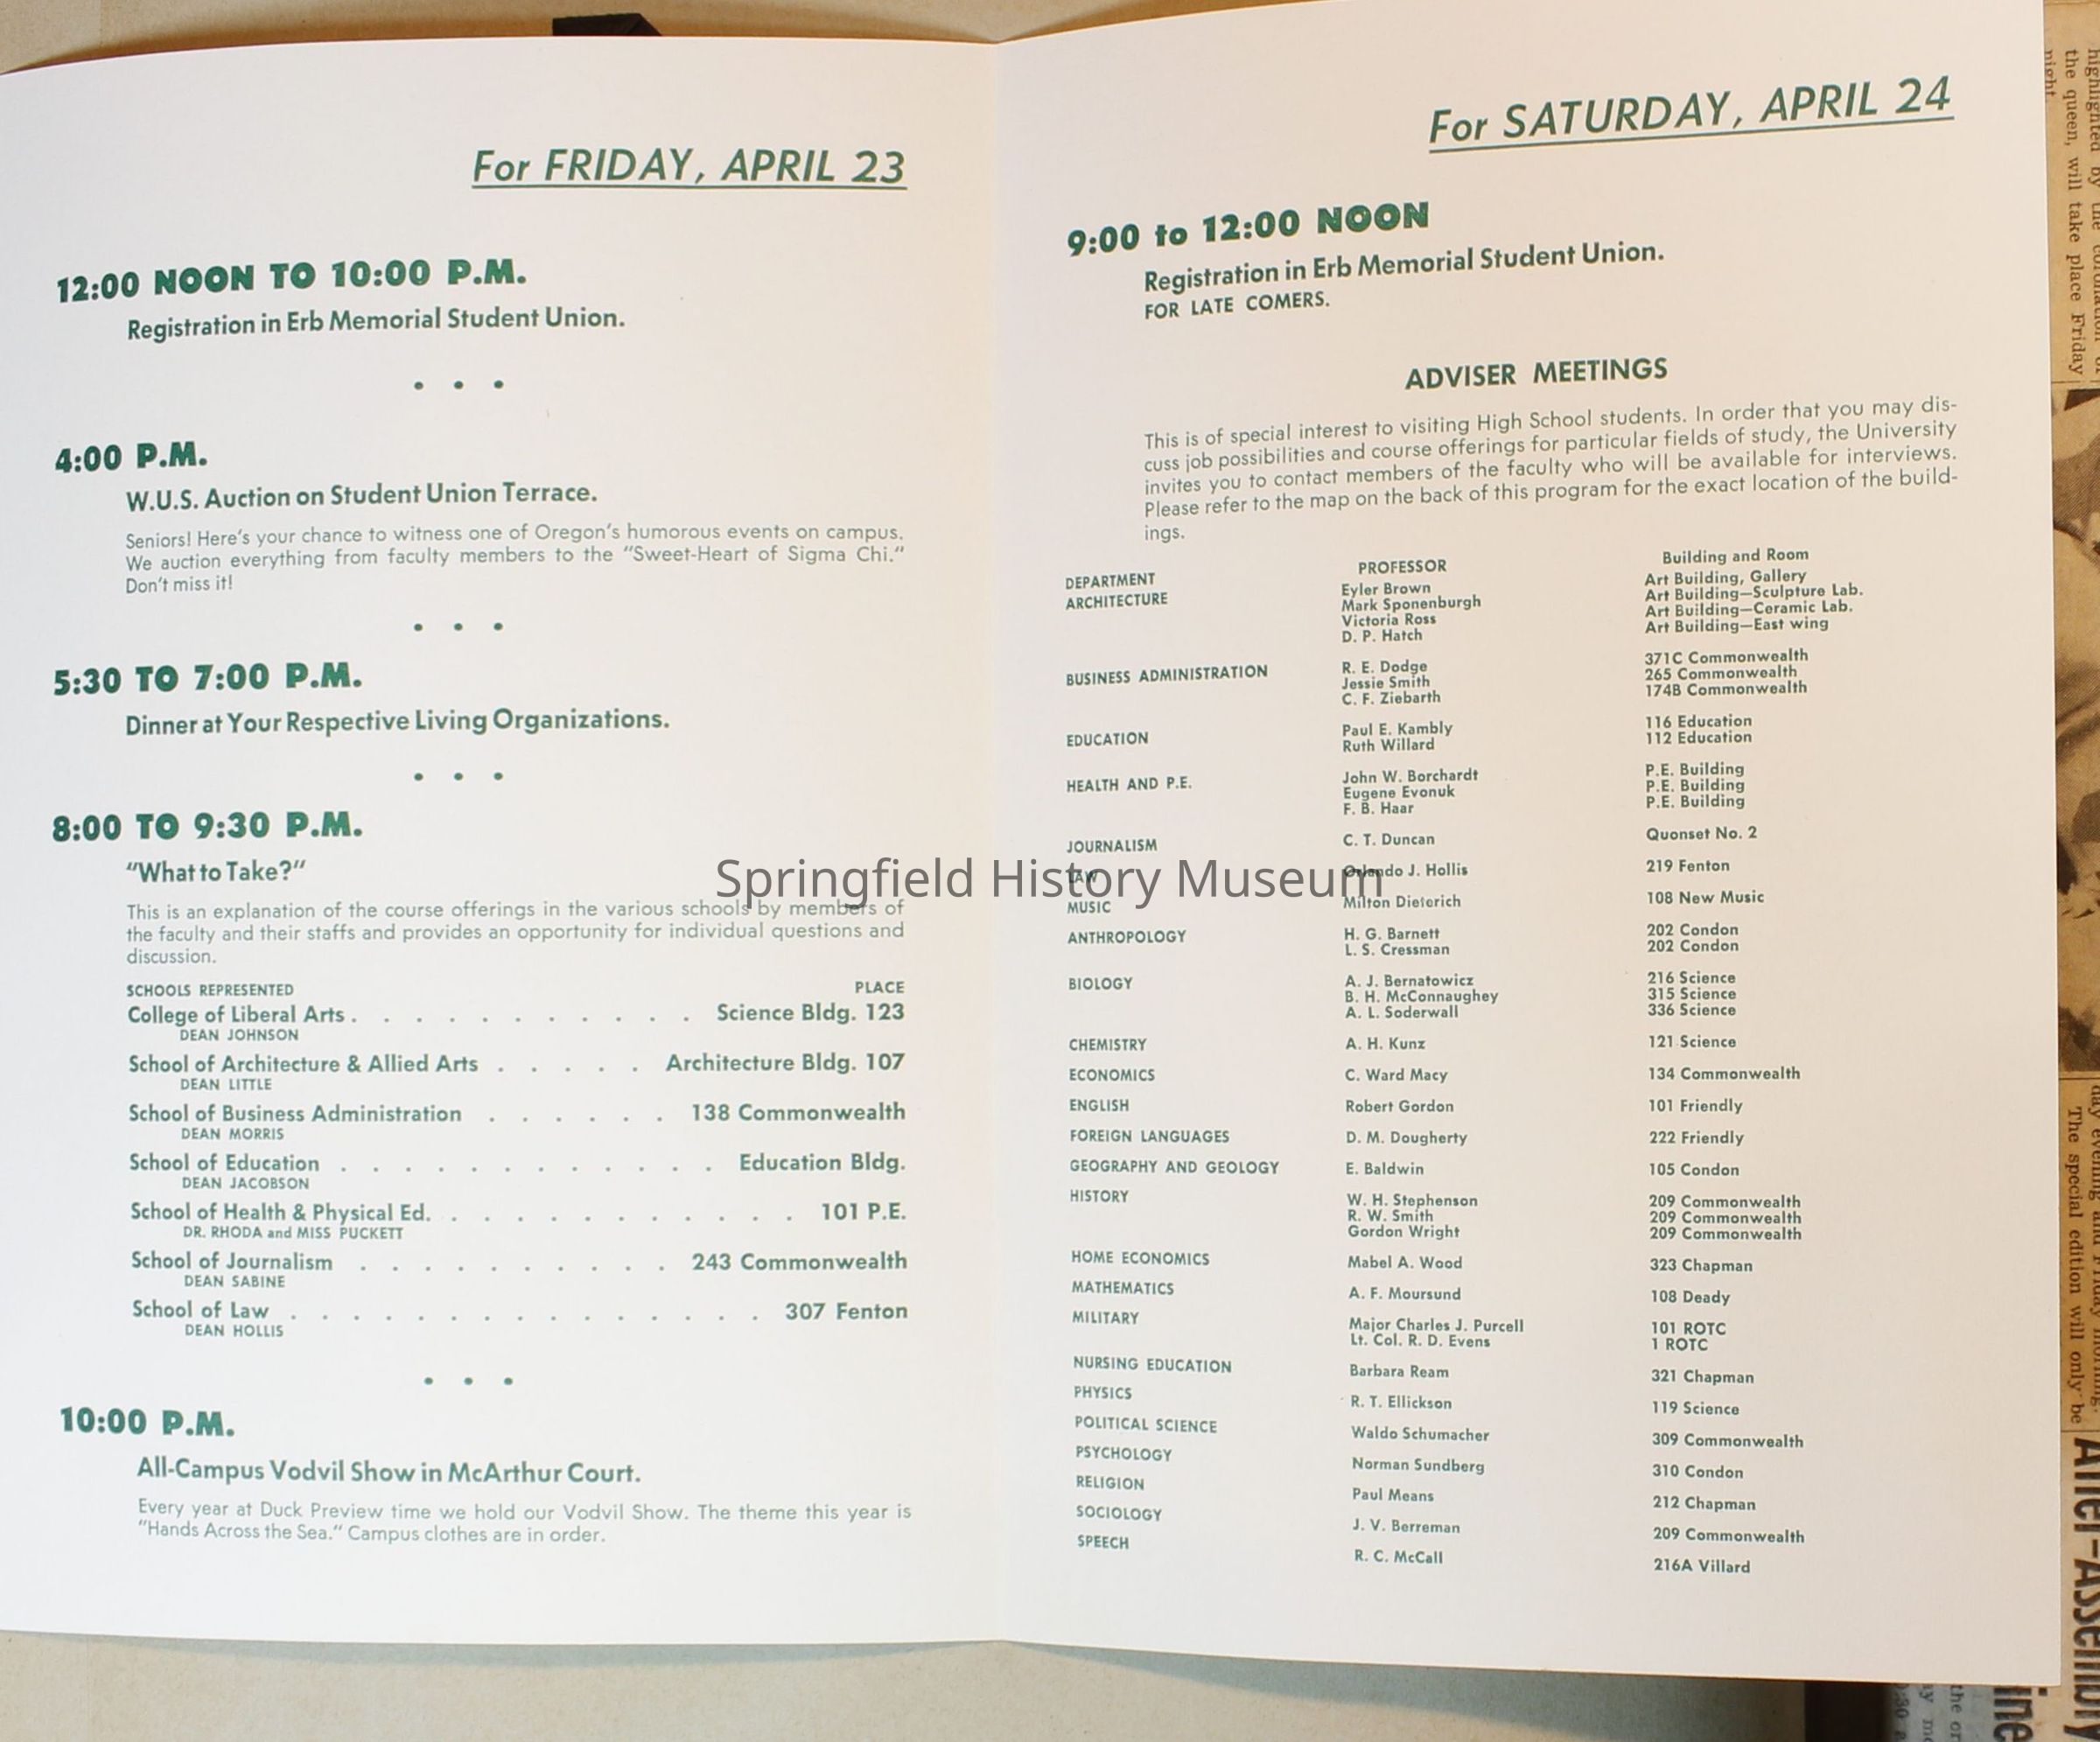 For FRIDAY, APRIL 23
12:00 NOON TO 10:00 P.M.
Registration in Erb Memorial Student Union.
• • •
4:00 P.M.
W.U.S. Auction on Student Union Terrace.
Seniors! Here's your chance to witness one of Oregon's humorous events on campus.
We auction everything from faculty members to the "Sweet-Heart of Sigma Chi."
Don't miss it!
• • •
5:30 TO 7:00 P.M.
Dinner at Your Respective Living Organizations.
• • •
8:00 TO 9:30 P.M.
"What to Take?"
This is an explanation of the course offerings in the various schools by members of
the faculty and their staffs and provides an opportunity for individual questions and
discussion.
SCHOOLS REPRESENTED PLACE
College of Liberal Arts . . . . . . . . . . . Science Bldg. 123
DEAN JOHNSON
School of Architecture & Allied Arts . . . . . Architecture Bldg. 107
DEAN LITTLE
School of Business Administration . . . . . . 138 Commonwealth
DEAN MORRIS
School of Education . . . . . . . . . . . . Education Bldg.
DEAN JACOBSON
School of Health & Physical Ed. . . . . . . . . . . . 101 P.E.
DR. RHODA and MISS PUCKETT
School of Journalism . . . . . . . . . . 243 Commonwealth
DEAN SABINE
School of Law . . . . . . . . . . . . . . . 307 Fenton
DEAN HOLLIS
• • •
10:00 P.M.
All-Campus Vodvil Show in McArthur Court.
Every year at Duck Preview time we hold our Vodvil Show. The theme this year is
"Hands Across the Sea." Campus clothes are in order.
For SATURDAY, APRIL 24
9:00 to 12:00 NOON
Registration in Erb Memorial Student Union.
FOR LATE COMERS.
ADVISER MEETINGS
This is of special interest to visiting High School students. In order that you may dis-
cuss job possibilities and course offerings for particular fields of study, the University
invites you to contact members of the faculty who will be available for interviews.
Please refer to the map on the back of this program for the exact location of the build-
ings.
DEPARTMENT PROFESSOR Building and Room
ARCHITECTURE Eyler Brown Art Building, Gallery
Mark Sponenburgh Art Building—Sculpture Lab.
Victoria Ross Art Building—Ceramic Lab.
D. P. Hatch Art Building—East wing
BUSINESS ADMINISTRATION R. E. Dodge 371C Commonwealth
Jessie Smith 265 Commonwealth
C. F. Ziebarth 174B Commonwealth
EDUCATION Paul E. Kambly 116 Education
Ruth Willard 112 Education
HEALTH AND P.E. John W. Borchardt P.E. Building
Eugene Evonuk P.E. Building
F. B. Haar P.E. Building
JOURNALISM C. T. Duncan Quonset No. 2
LAW Orlando J. Hollis 219 Fenton
MUSIC Milton Dieterich 108 New Music
ANTHROPOLOGY H. G. Barnett 202 Condon
L. S. Cressman 202 Condon
BIOLOGY A. J. Bernatowicz 216 Science
B. H. McConnaughey 315 Science
A. L. Soderwall 336 Science
CHEMISTRY A. H. Kunz 121 Science
ECONOMICS C. Ward Macy 134 Commonwealth
ENGLISH Robert Gordon 101 Friendly
FOREIGN LANGUAGES D. M. Dougherty 222 Friendly
GEOGRAPHY AND GEOLOGY E. Baldwin 105 Condon
HISTORY W. H. Stephenson 209 Commonwealth
R. W. Smith 209 Commonwealth
Gordon Wright 209 Commonwealth
HOME ECONOMICS Mabel A. Wood 323 Chapman
MATHEMATICS A. F. Moursund 108 Deady
MILITARY Major Charles J. Purcell 101 ROTC
Lt. Col. R. D. Evens 1 ROTC
NURSING EDUCATION Barbara Ream 321 Chapman
PHYSICS R. T. Ellickson 119 Science
POLITICAL SCIENCE Waldo Schumacher 309 Commonwealth
PSYCHOLOGY Norman Sundberg 310 Condon
RELIGION Paul Means 212 Chapman
SOCIOLOGY J. V. Berreman 209 Commonwealth
SPEECH R. C. McCall 216A Villard
Springfield History Museum
highlighted by the
the queen, will take place Friday
night
The special edition will only be